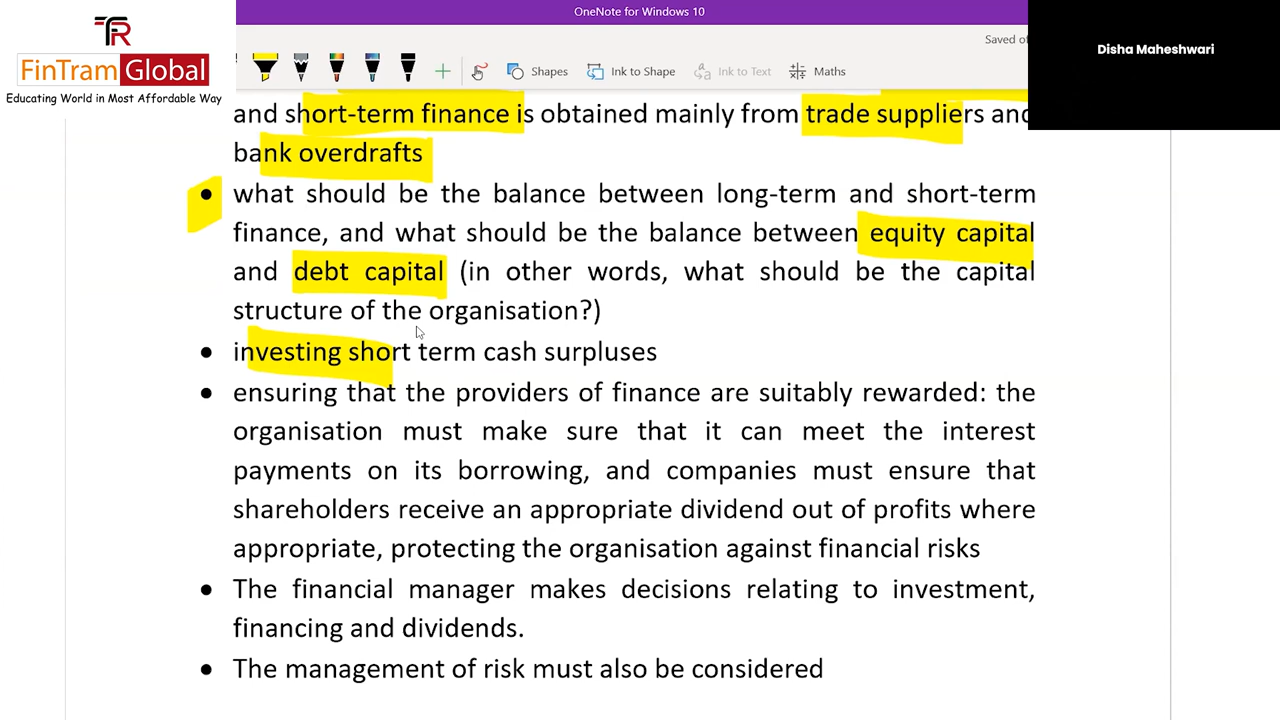 OneNote for Windows 10
TR
FinTram Global
Educating World in Most Affordable Way
Saved of
Disha Maheshwari
Shapes
Ink to Shape
Ink to Text
Maths
and short-term finance is obtained mainly from trade suppliers and
bank overdrafts
• what should be the balance between long-term and short-term
finance, and what should be the balance between equity capital
and debt capital (in other words, what should be the capital
structure of the organisation?)
• investing short term cash surpluses
• ensuring that the providers of finance are suitably rewarded: the
organisation must make sure that it can meet the interest
payments on its borrowing, and companies must ensure that
shareholders receive an appropriate dividend out of profits where
appropriate, protecting the organisation against financial risks
• The financial manager makes decisions relating to investment,
financing and dividends.
• The management of risk must also be considered